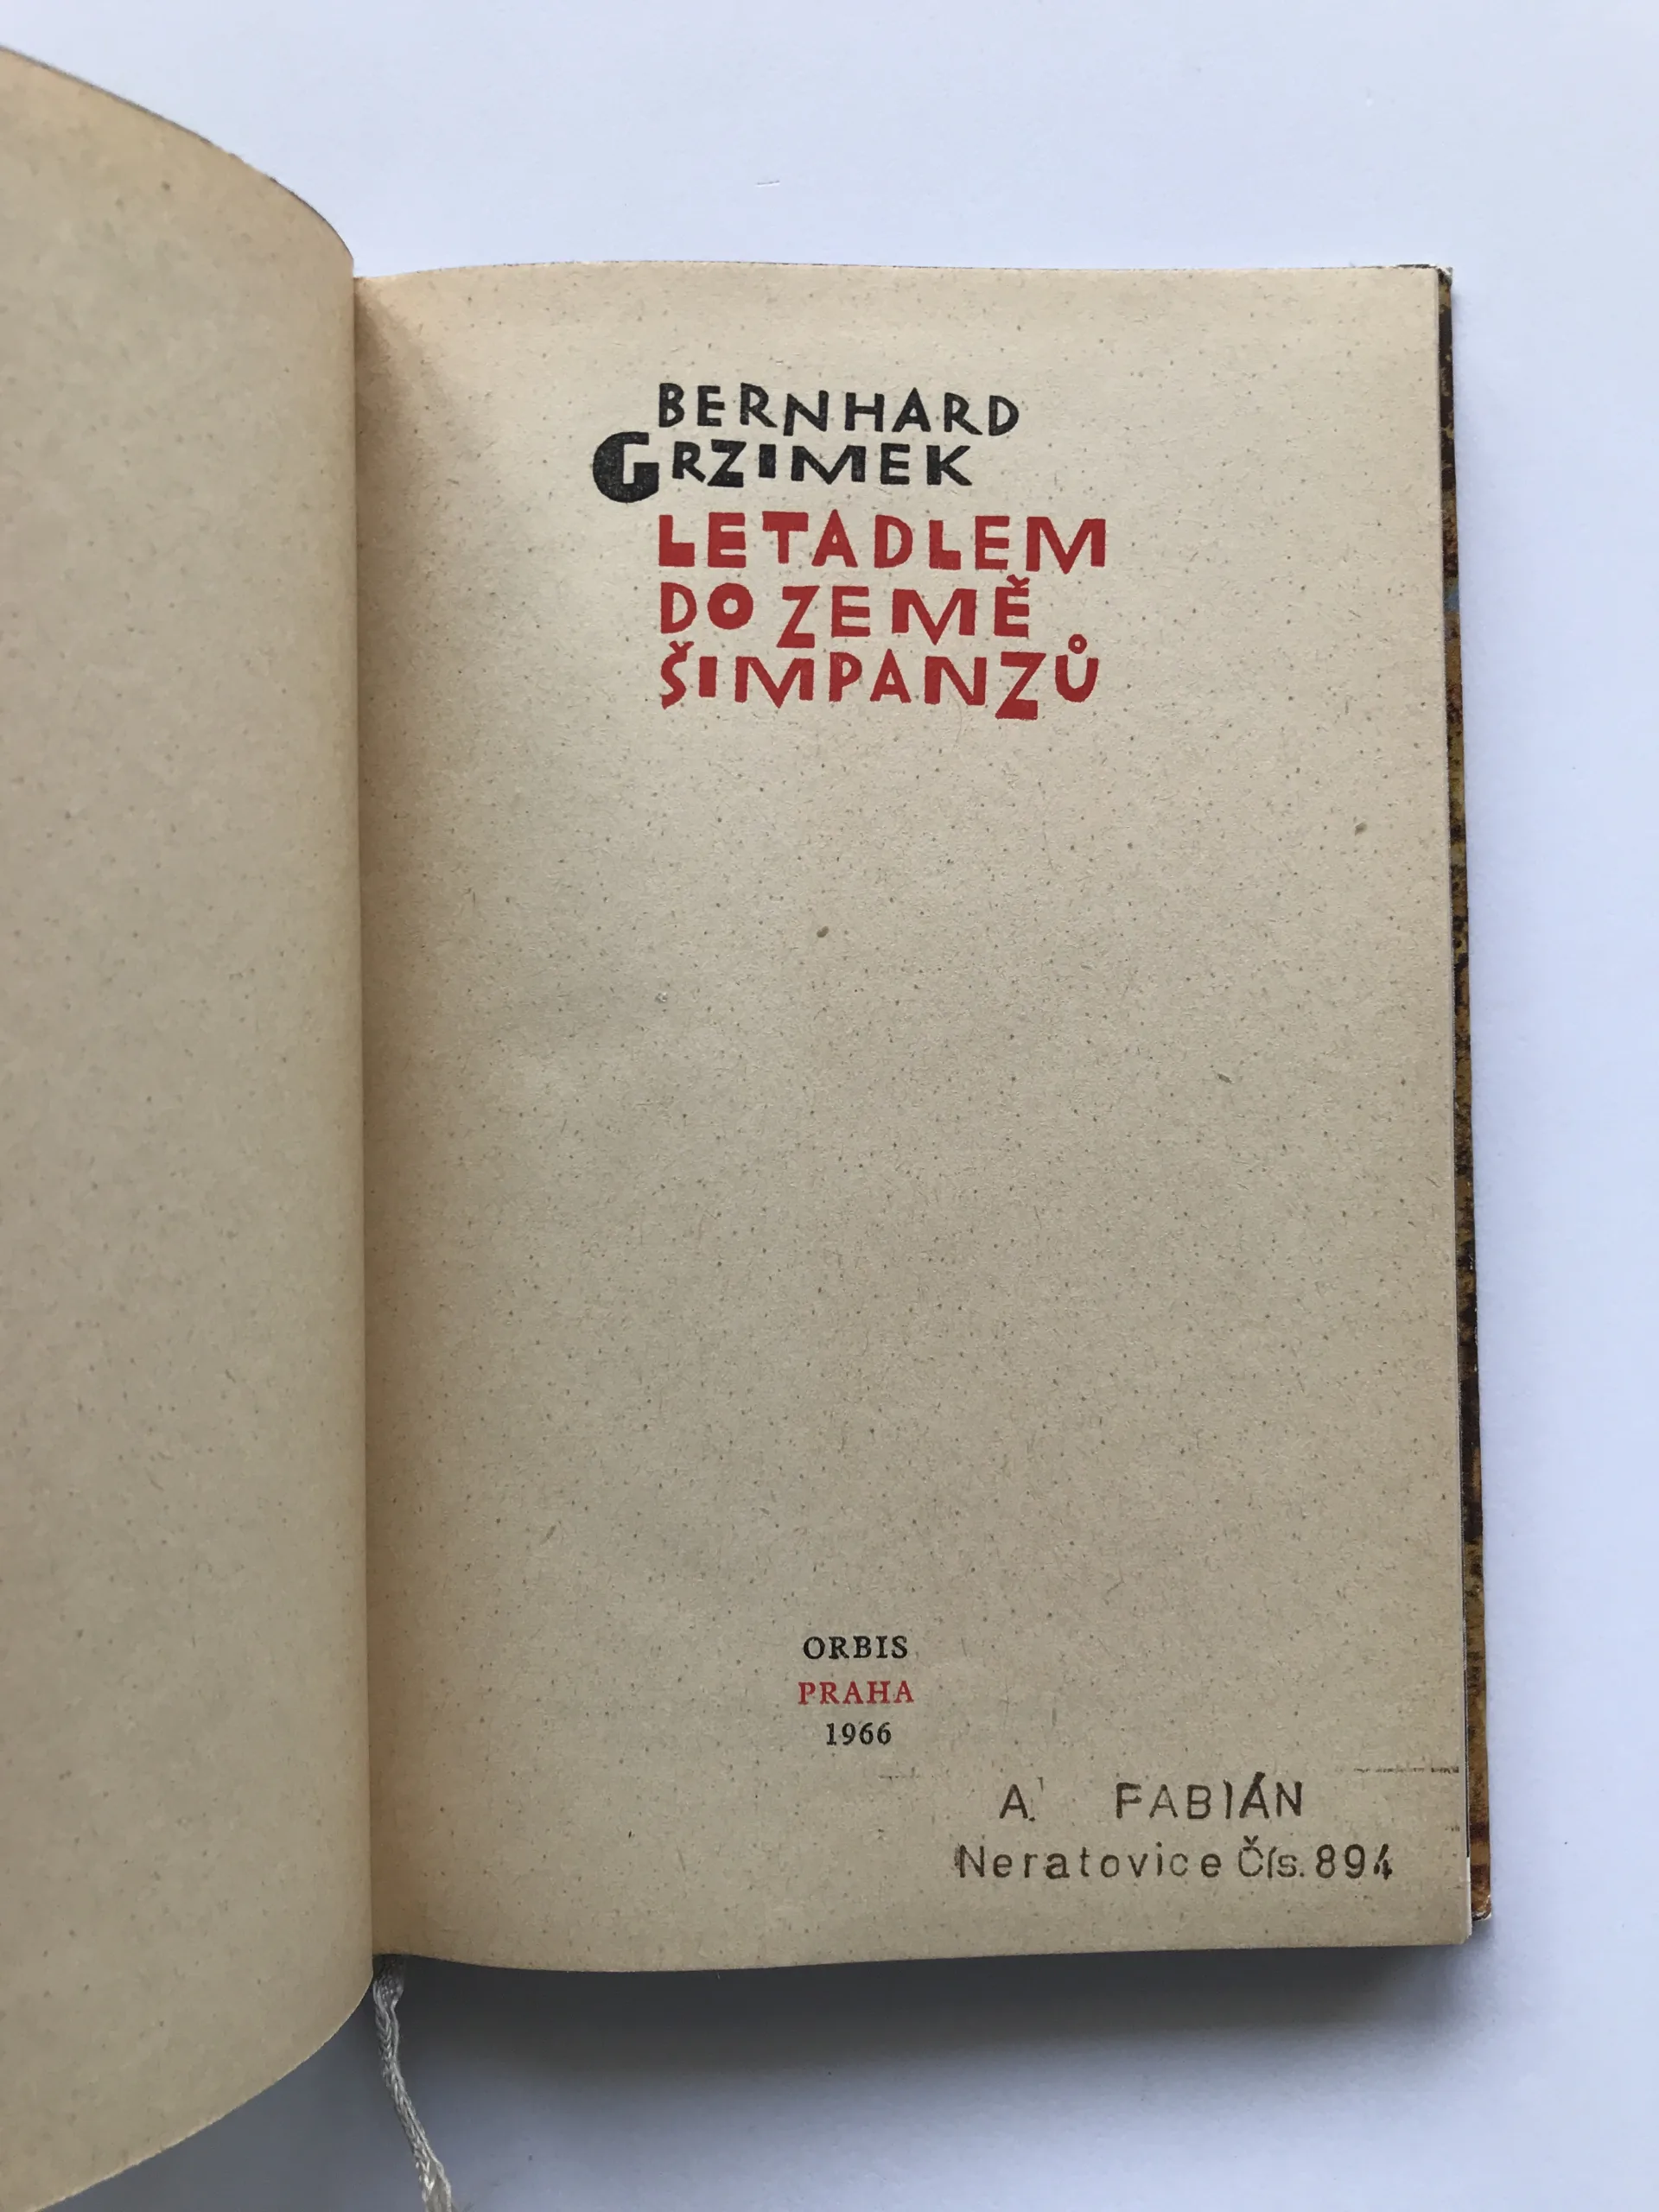 BERNHARD
GRZIMEK
LETADLEM
DO ZEMĚ
ŠIMPANZŮ
ORBIS
PRAHA
1966
A. FABIÁN
Neratovice Čís. 894